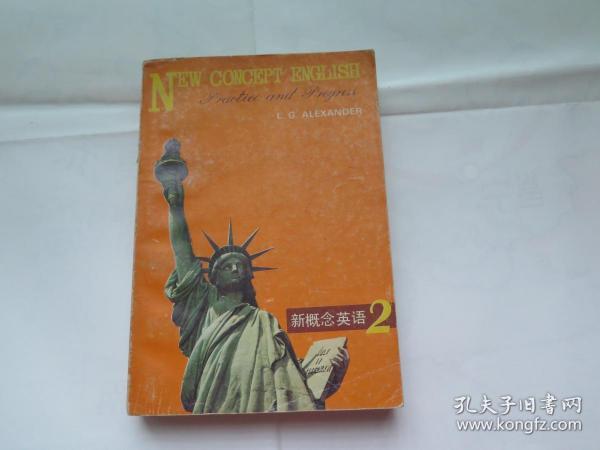 NEW CONCEPT ENGLISH
Practice and Progress
L. G. ALEXANDER
新概念英语2
孔夫子旧书网
www.kongfz.com